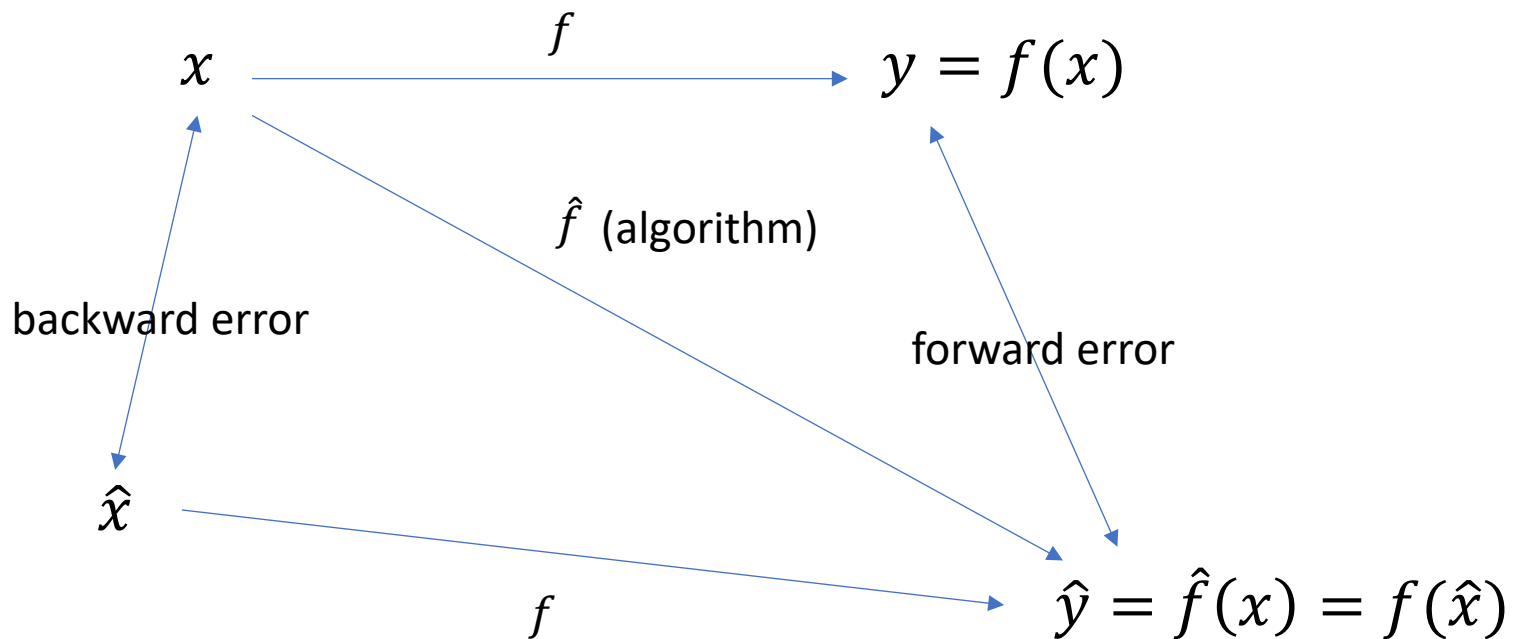 f
x
y = f(x)
f̂ (algorithm)
backward error
forward error
x̂
f
ŷ = f̂(x) = f(x̂)